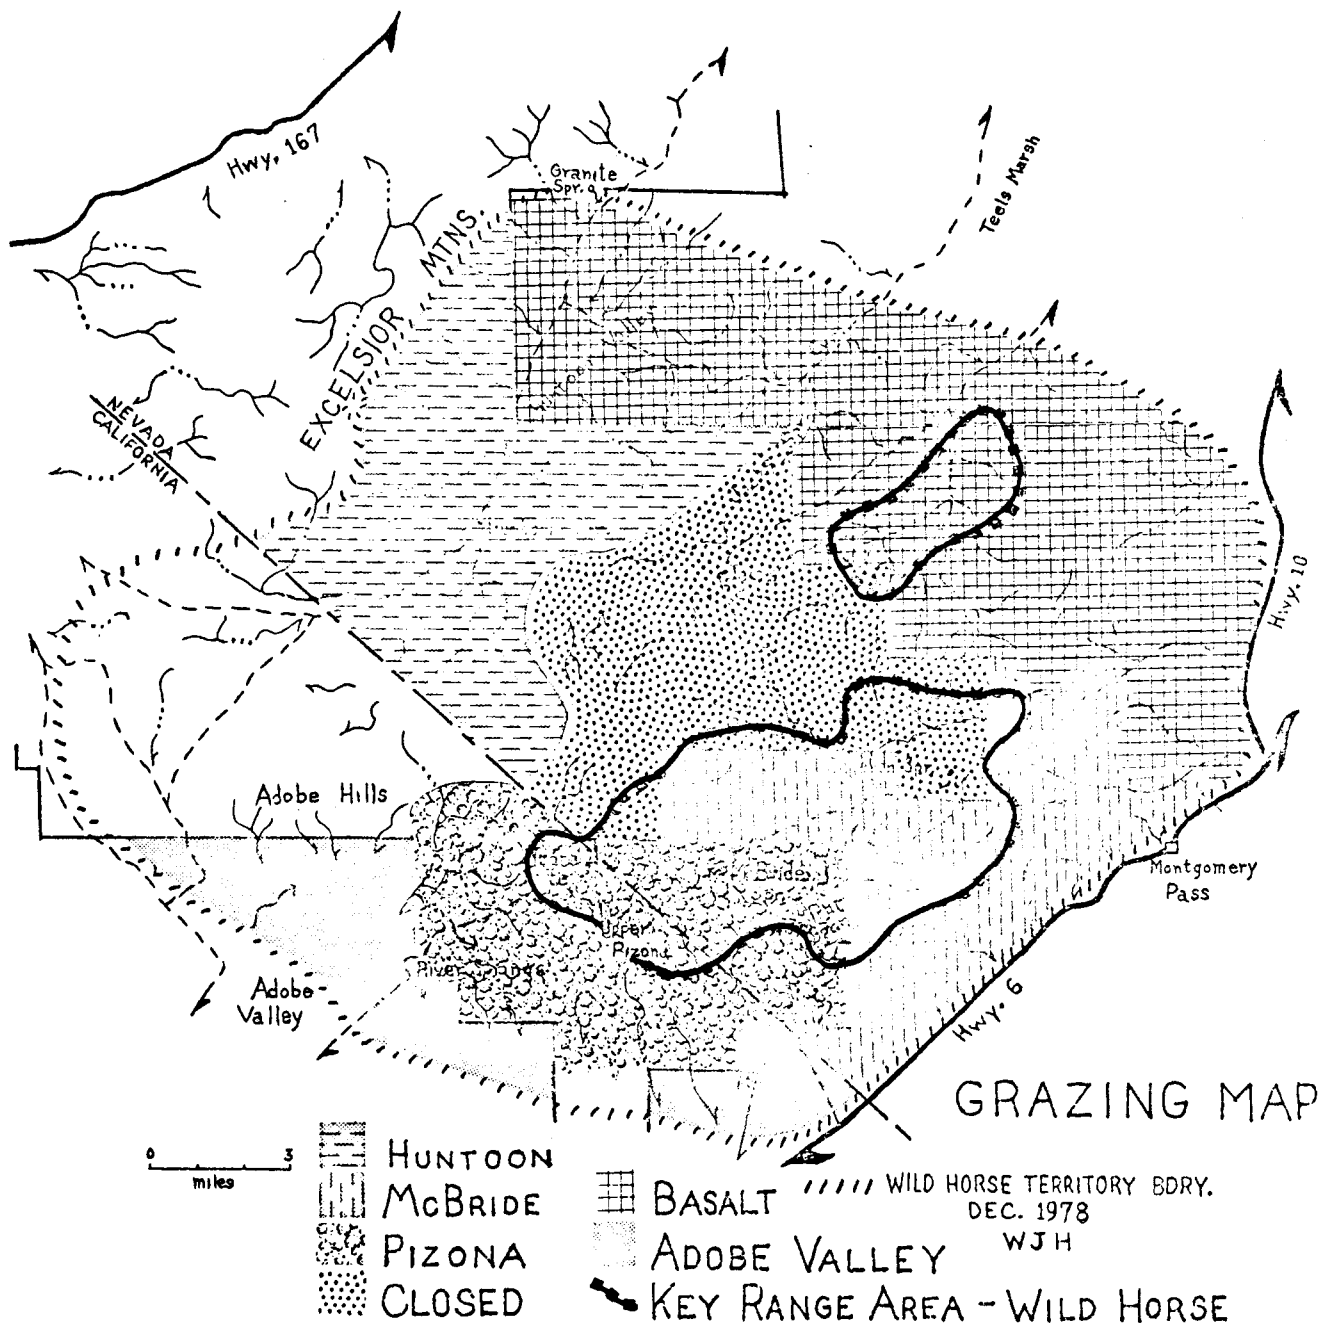 Hwy. 167
Granite
Spr.
Teels Marsh
EXCELSIOR MTNS.
NEVADA
CALIFORNIA
Hwy. 10
Adobe Hills
Montgomery
Pass
Bride
Upper
Pizona
River Springs
Adobe
Valley
Hwy. 6
GRAZING MAP
0 3
miles
HUNTOON
McBRIDE
PIZONA
CLOSED
BASALT
ADOBE VALLEY
KEY RANGE AREA - WILD HORSE
WILD HORSE TERRITORY BDRY.
DEC. 1978
WJH